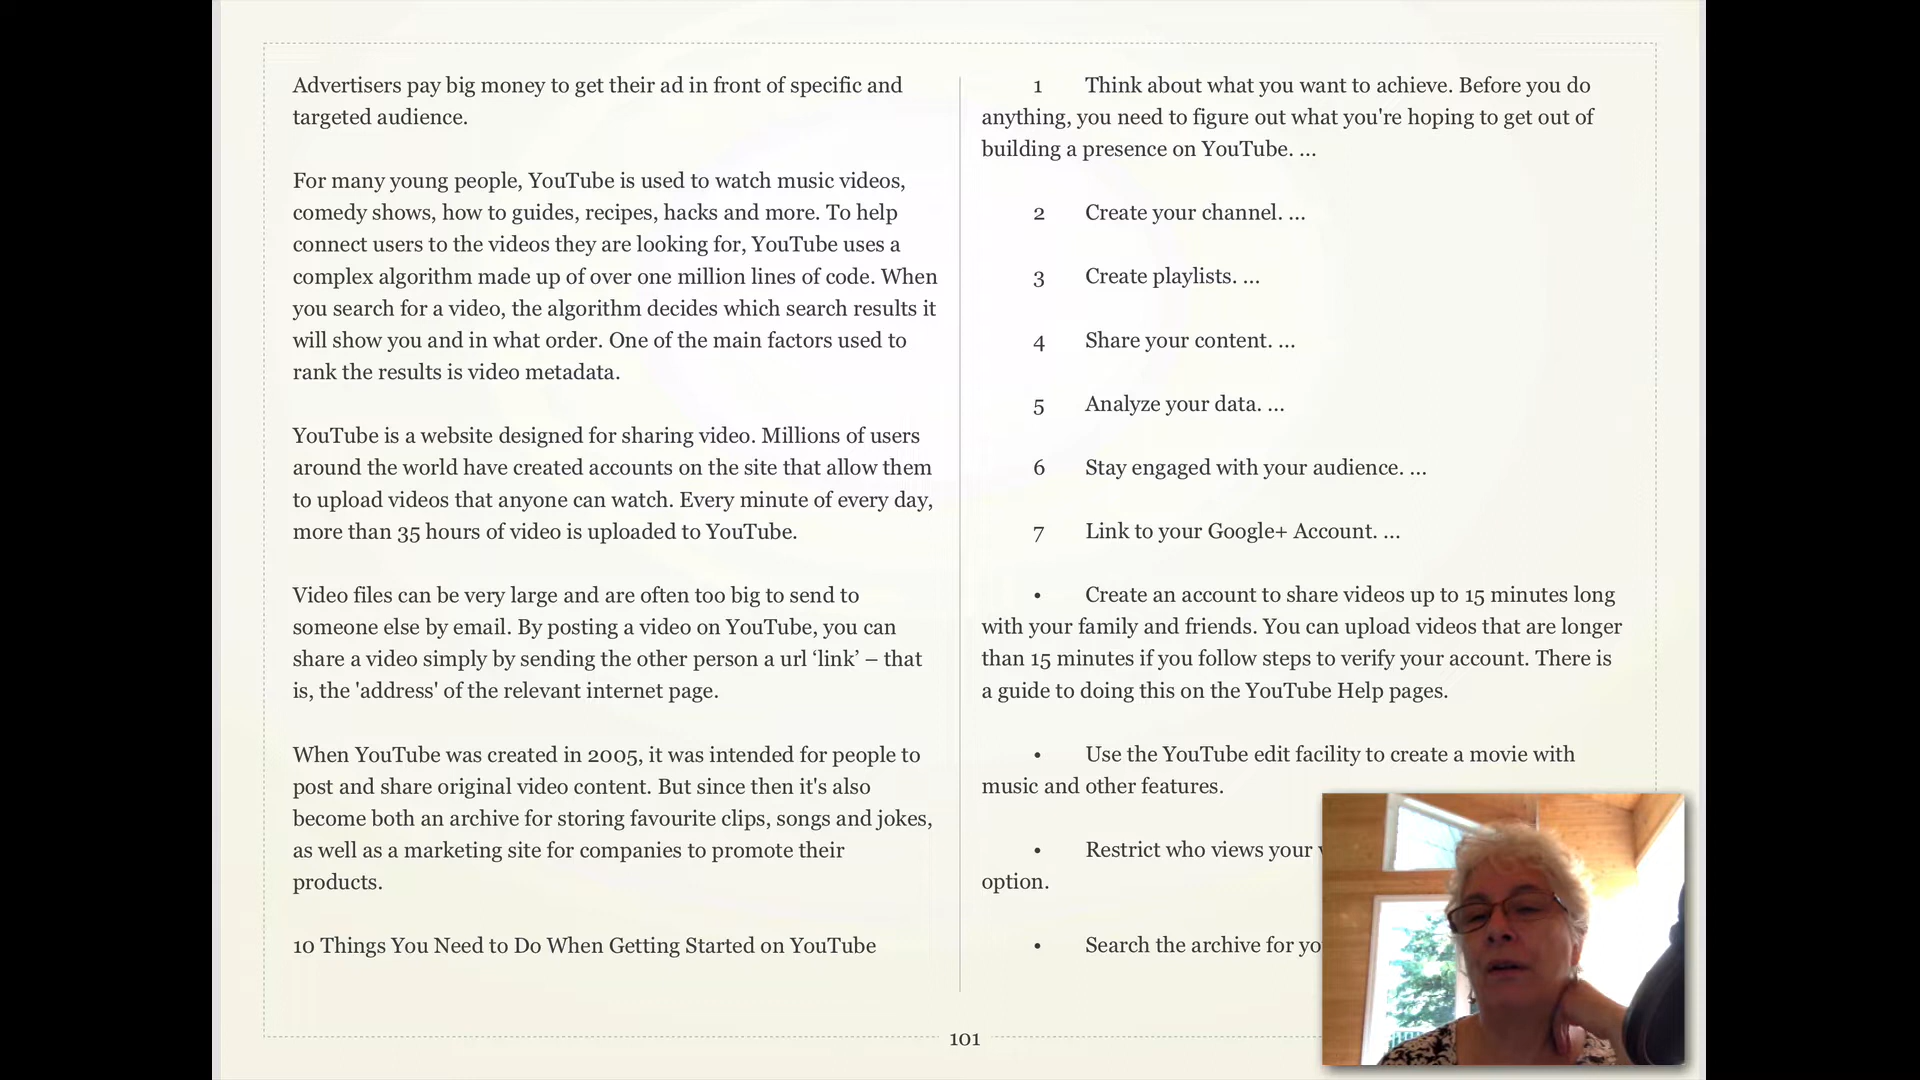 Advertisers pay big money to get their ad in front of specific and
targeted audience.
For many young people, YouTube is used to watch music videos,
comedy shows, how to guides, recipes, hacks and more. To help
connect users to the videos they are looking for, YouTube uses a
complex algorithm made up of over one million lines of code. When
you search for a video, the algorithm decides which search results it
will show you and in what order. One of the main factors used to
rank the results is video metadata.
YouTube is a website designed for sharing video. Millions of users
around the world have created accounts on the site that allow them
to upload videos that anyone can watch. Every minute of every day,
more than 35 hours of video is uploaded to YouTube.
Video files can be very large and are often too big to send to
someone else by email. By posting a video on YouTube, you can
share a video simply by sending the other person a url ‘link’ – that
is, the 'address' of the relevant internet page.
When YouTube was created in 2005, it was intended for people to
post and share original video content. But since then it's also
become both an archive for storing favourite clips, songs and jokes,
as well as a marketing site for companies to promote their
products.
10 Things You Need to Do When Getting Started on YouTube
1 Think about what you want to achieve. Before you do
anything, you need to figure out what you're hoping to get out of
building a presence on YouTube. ...
2 Create your channel. ...
3 Create playlists. ...
4 Share your content. ...
5 Analyze your data. ...
6 Stay engaged with your audience. ...
7 Link to your Google+ Account. ...
• Create an account to share videos up to 15 minutes long
with your family and friends. You can upload videos that are longer
than 15 minutes if you follow steps to verify your account. There is
a guide to doing this on the YouTube Help pages.
• Use the YouTube edit facility to create a movie with
music and other features.
• Restrict who views your
option.
• Search the archive for
101